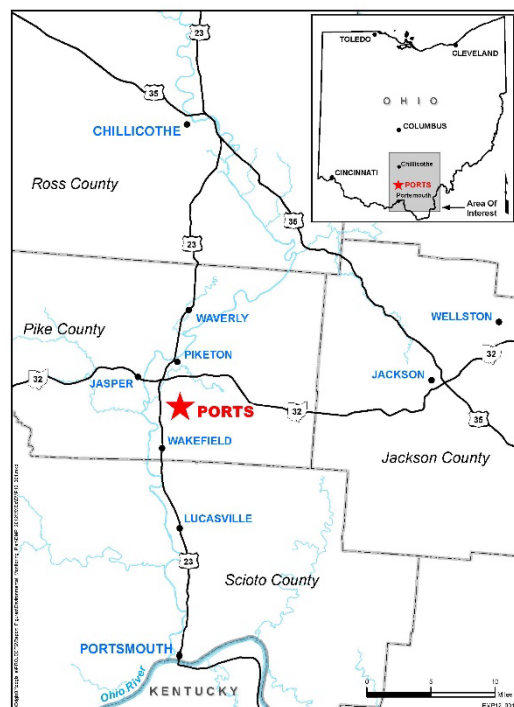 23
TOLEDO
CLEVELAND
OHIO
COLUMBUS
Chillicothe
CINCINNATI
PORTS
Portsmouth
Area Of
Interest
35
CHILLICOTHE
Ross County
35
23
WAVERLY
WELLSTON
Pike County
PIKETON
32
JACKSON
32
JASPER
PORTS
32
35
WAKEFIELD
Jackson County
LUCASVILLE
23
Scioto County
PORTSMOUTH
Ohio River
KENTUCKY
0 5 10
Miles